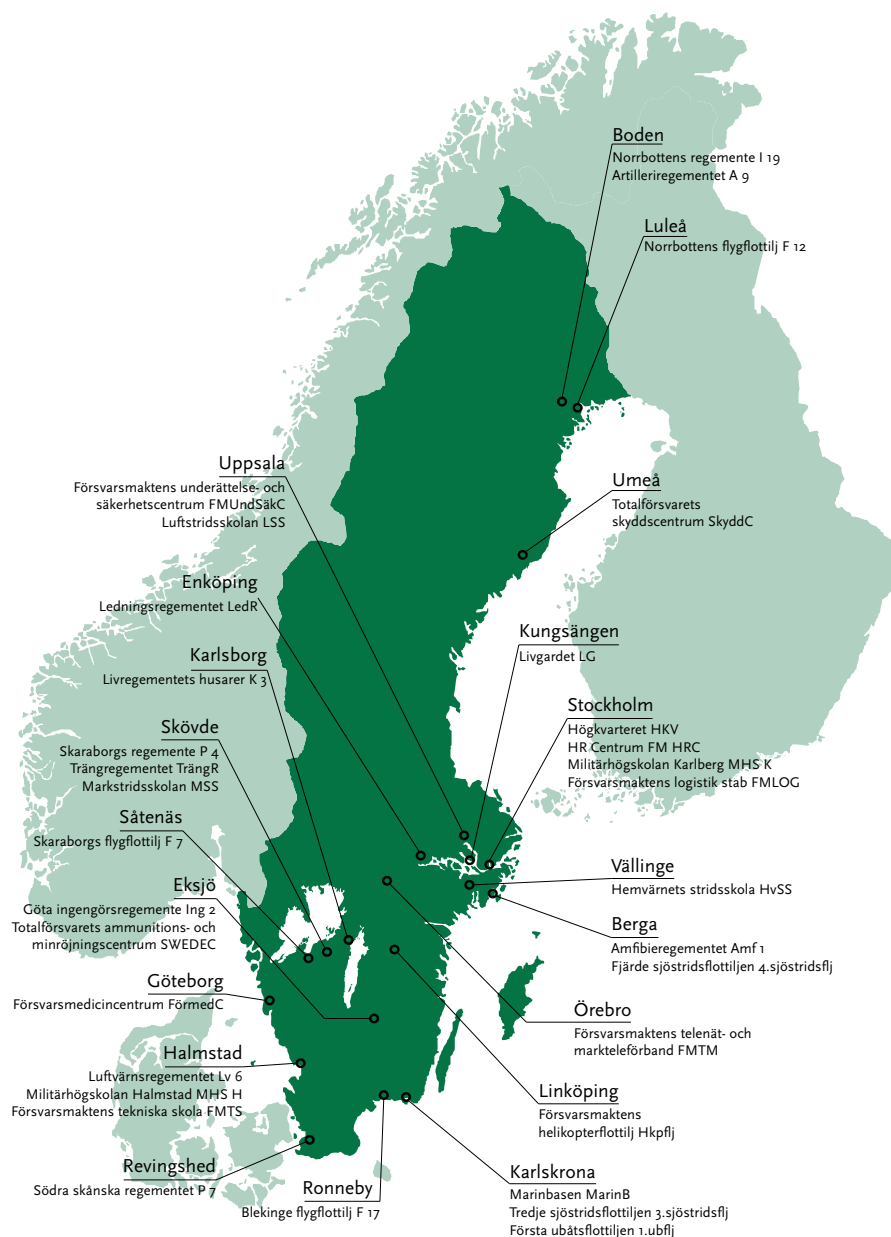 Boden
Norrbottens regemente I 19
Artilleriregementet A 9
Luleå
Norrbottens flygflottilj F 12
Uppsala
Försvarsmaktens underättelse- och
säkerhetscentrum FMUndSäkC
Luftstridsskolan LSS
Umeå
Totalförsvarets
skyddscentrum SkyddC
Enköping
Ledningsregementet LedR
Kungsängen
Livgardet LG
Karlsborg
Livregementets husarer K 3
Stockholm
Högkvarteret HKV
HR Centrum FM HRC
Militärhögskolan Karlberg MHS K
Försvarsmaktens logistik stab FMLOG
Skövde
Skaraborgs regemente P 4
Trängregementet TrängR
Markstridsskolan MSS
Såtenäs
Skaraborgs flygflottilj F 7
Vällinge
Hemvärnets stridsskola HvSS
Eksjö
Göta ingengörsregemente Ing 2
Totalförsvarets ammunitions- och
minröjningscentrum SWEDEC
Berga
Amfibieregementet Amf 1
Fjärde sjöstridsflottiljen 4.sjöstridsflj
Göteborg
Försvarsmedicincentrum FörmedC
Örebro
Försvarsmaktens telenät- och
markteleförband FMTM
Halmstad
Luftvärnsregementet Lv 6
Militärhögskolan Halmstad MHS H
Försvarsmaktens tekniska skola FMTS
Linköping
Försvarsmaktens
helikopterflottilj Hkpflj
Revingshed
Södra skånska regementet P 7
Ronneby
Blekinge flygflottilj F 17
Karlskrona
Marinbasen MarinB
Tredje sjöstridsflottiljen 3.sjöstridsflj
Första ubåtsflottiljen 1.ubflj